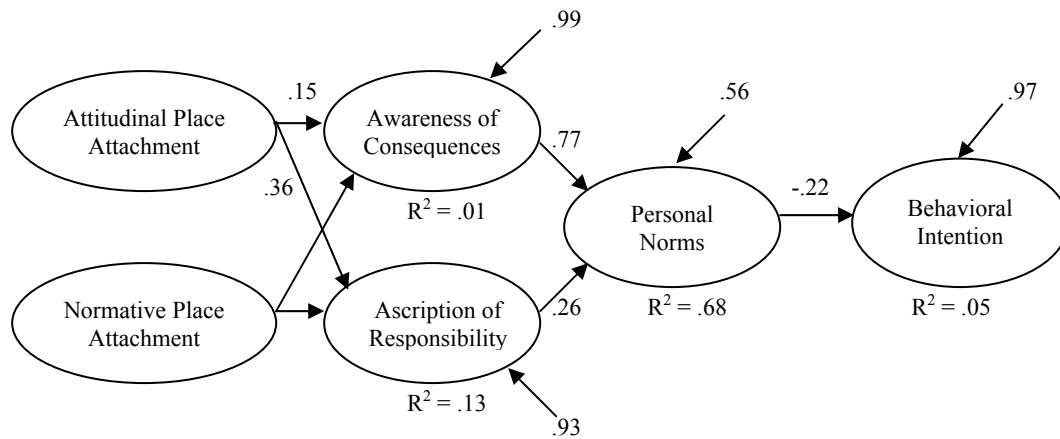 .99
.56
.97
.15
Attitudinal Place
Attachment
Awareness of
Consequences
.77
.36
R² = .01
-.22
Personal
Norms
Behavioral
Intention
Normative Place
Attachment
Ascription of
Responsibility
.26
R² = .68
R² = .05
R² = .13
.93